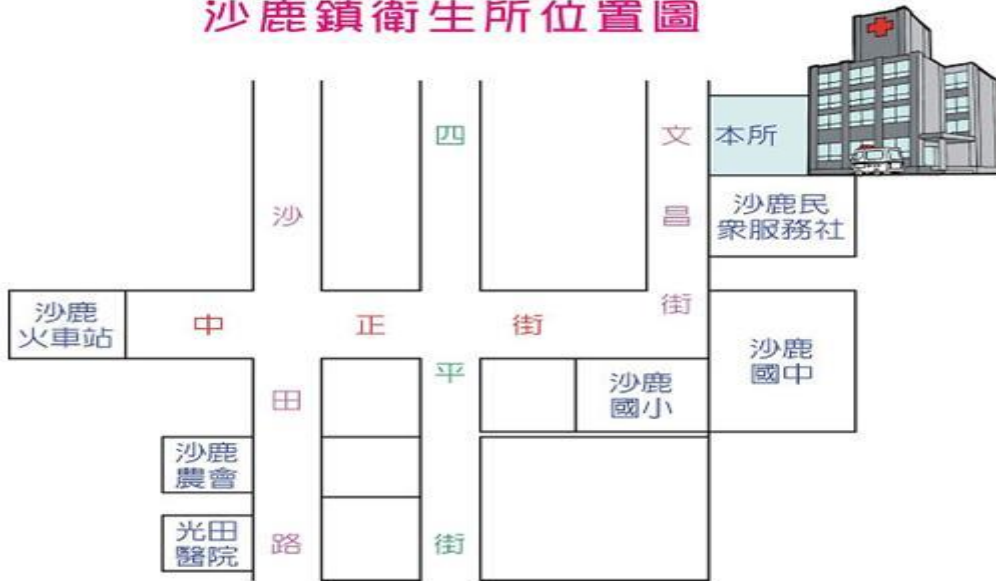 沙鹿鎮衛生所位置圖
四平街
文昌街
本所
沙鹿民
眾服務社
沙田路
沙鹿
火車站
中正街
沙鹿
國中
沙鹿
國小
沙鹿
農會
光田
醫院